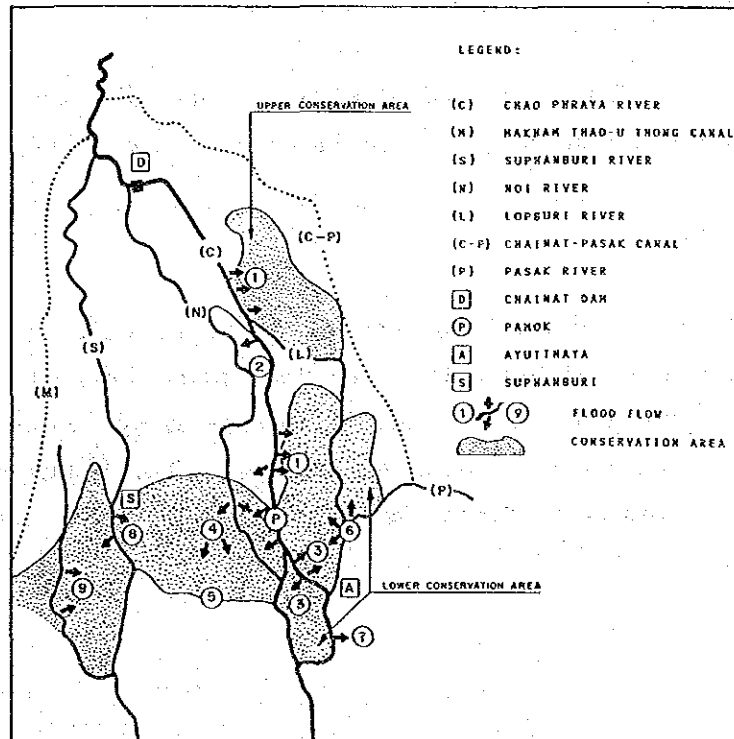 LEGEND:
UPPER CONSERVATION AREA
(C) CHAO PHRAYA RIVER
(M) MAKHAM THAO-U THONG CANAL
(S) SUPHANBURI RIVER
(N) NOI RIVER
(L) LOPBURI RIVER
(C-P) CHAINAT-PASAK CANAL
(P) PASAK RIVER
D CHAINAT DAM
P PAMOK
A AYUTTHAYA
S SUPHANBURI
1 9 FLOOD FLOW
CONSERVATION AREA
D
(C-P)
(C)
1
(N)
(S)
(L)
2
(M)
1
(P)
S
P
8
4
6
3
9
5
3
A
LOWER CONSERVATION AREA
7